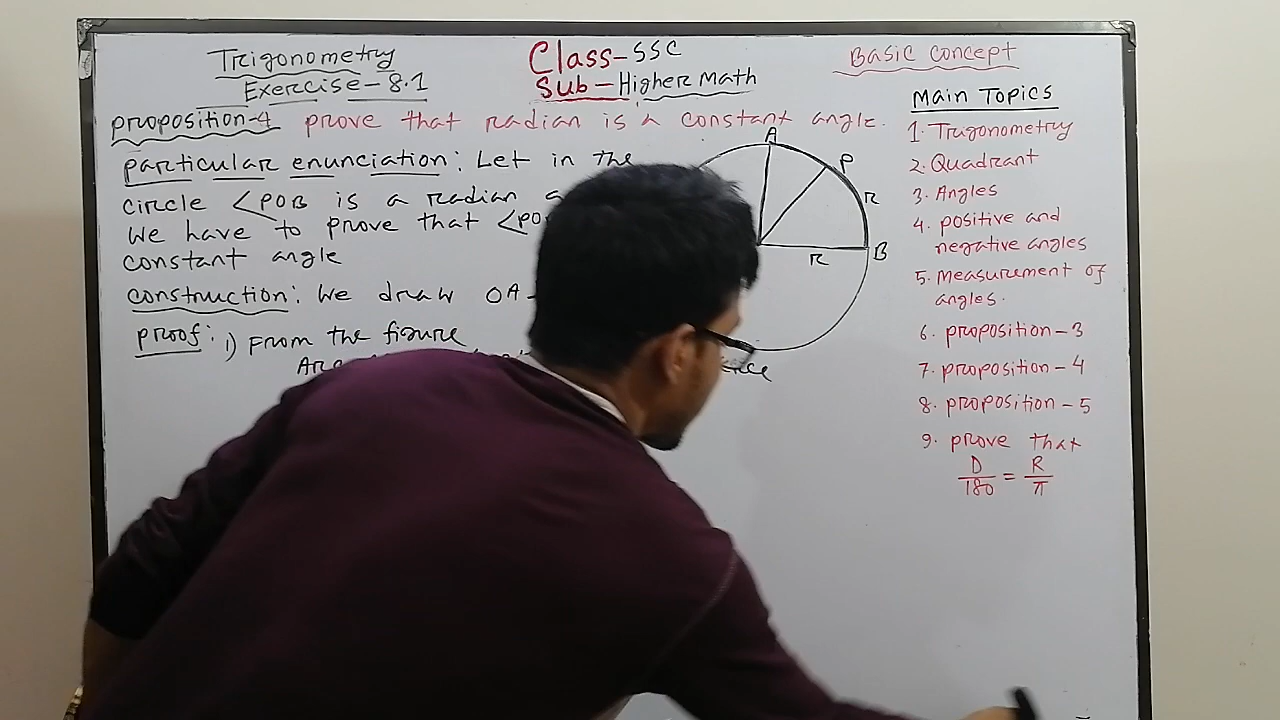 Trigonometry
Exercise-8.1
Class-SSC
Sub-Higher Math
Basic Concept
proposition-4 prove that radian is a constant angle.
particular enunciation: Let in the
circle ∠POB is a radian
We have to prove that ∠PO
constant angle
construction: We draw OA
proof: i) From the figure
Arc
A
P
R
R
B
Main Topics
1. Trigonometry
2. Quadrant
3. Angles
4. positive and
negative angles
5. Measurement of
angles.
6. proposition-3
7. proposition-4
8. proposition-5
9. prove that
D/180 = R/π